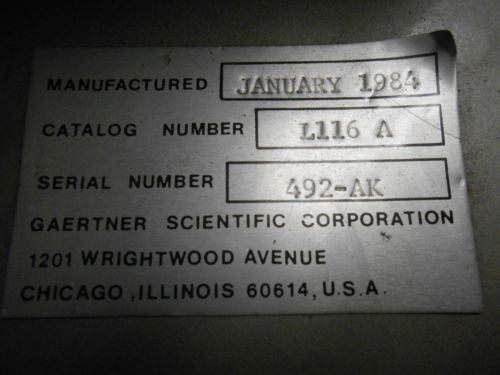 MANUFACTURED JANUARY 1984
CATALOG NUMBER L116 A
SERIAL NUMBER 492-AK
GAERTNER SCIENTIFIC CORPORATION
1201 WRIGHTWOOD AVENUE
CHICAGO, ILLINOIS 60614, U.S.A.